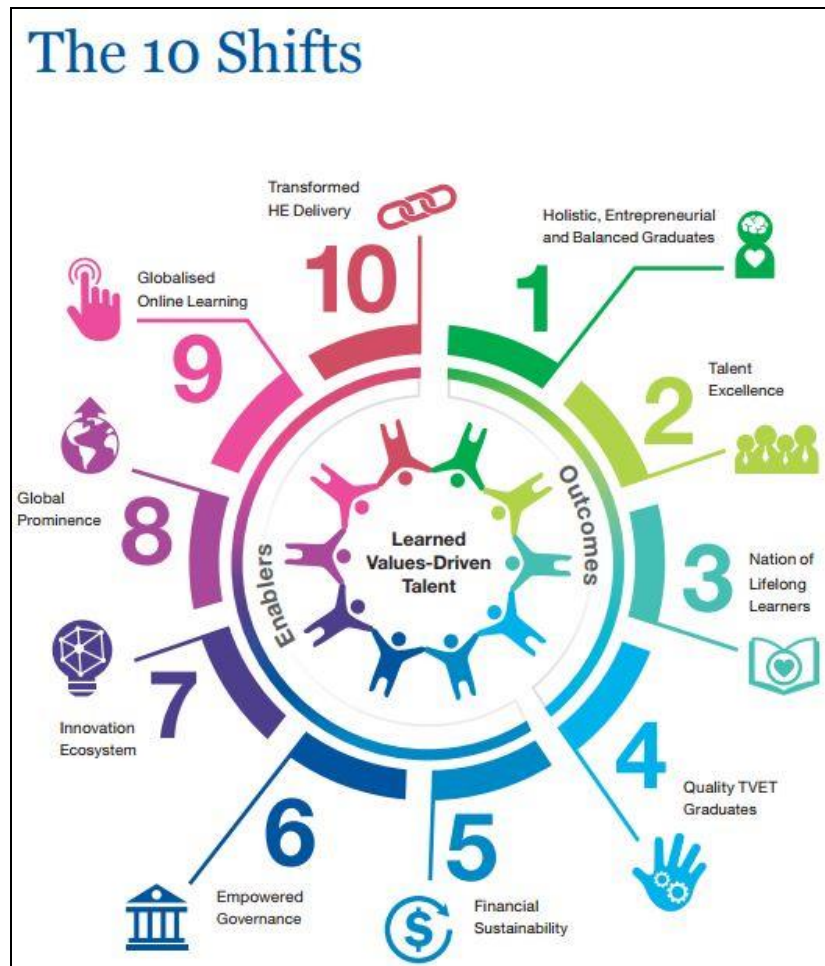 The 10 Shifts
Transformed
HE Delivery
10
Holistic, Entrepreneurial
and Balanced Graduates
1
Talent
Excellence
2
Nation of
Lifelong
Learners
3
Quality TVET
Graduates
4
Financial
Sustainability
5
$
Empowered
Governance
6
Innovation
Ecosystem
7
Global
Prominence
8
Globalised
Online Learning
9
Enablers
Outcomes
Learned
Values-Driven
Talent